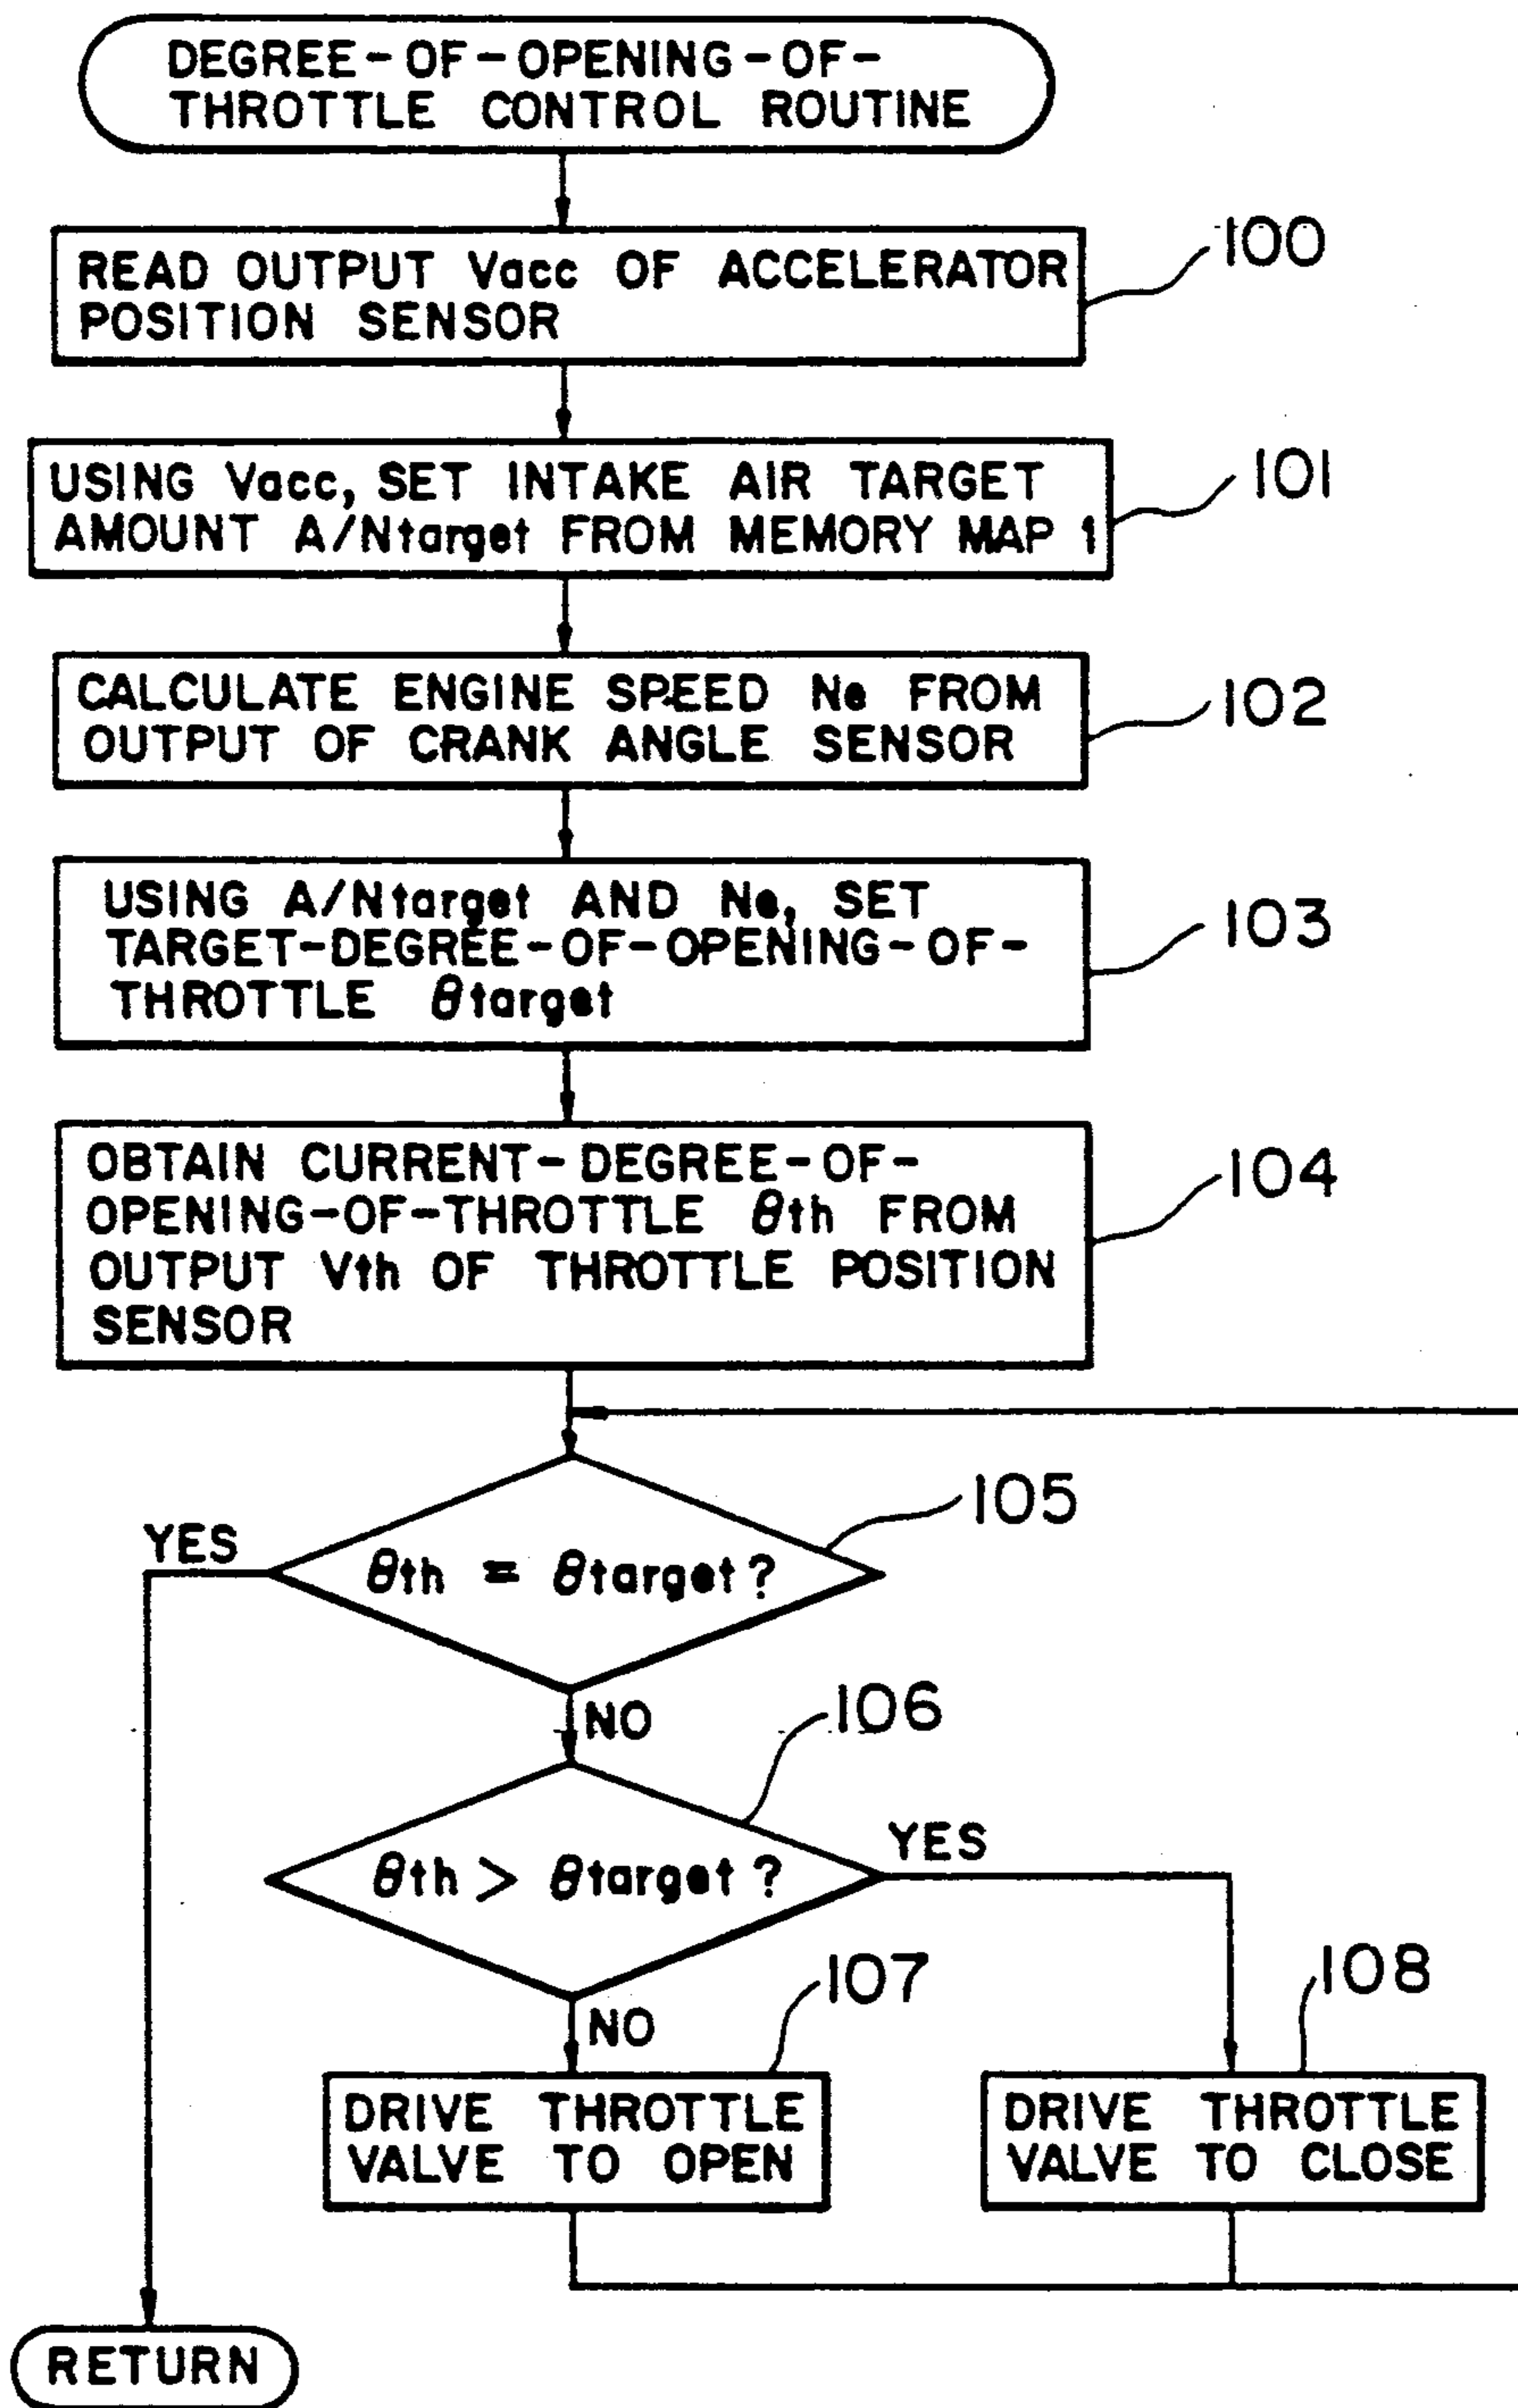 DEGREE-OF-OPENING-OF-
THROTTLE CONTROL ROUTINE
READ OUTPUT Vacc OF ACCELERATOR
POSITION SENSOR
100
USING Vacc, SET INTAKE AIR TARGET
AMOUNT A/Ntarget FROM MEMORY MAP 1
101
CALCULATE ENGINE SPEED Ne FROM
OUTPUT OF CRANK ANGLE SENSOR
102
USING A/Ntarget AND Ne, SET
TARGET-DEGREE-OF-OPENING-OF-
THROTTLE θtarget
103
OBTAIN CURRENT-DEGREE-OF-
OPENING-OF-THROTTLE θth FROM
OUTPUT Vth OF THROTTLE POSITION
SENSOR
104
105
YES
θth = θtarget?
NO
106
θth > θtarget?
YES
NO
107
108
DRIVE THROTTLE
VALVE TO OPEN
DRIVE THROTTLE
VALVE TO CLOSE
RETURN